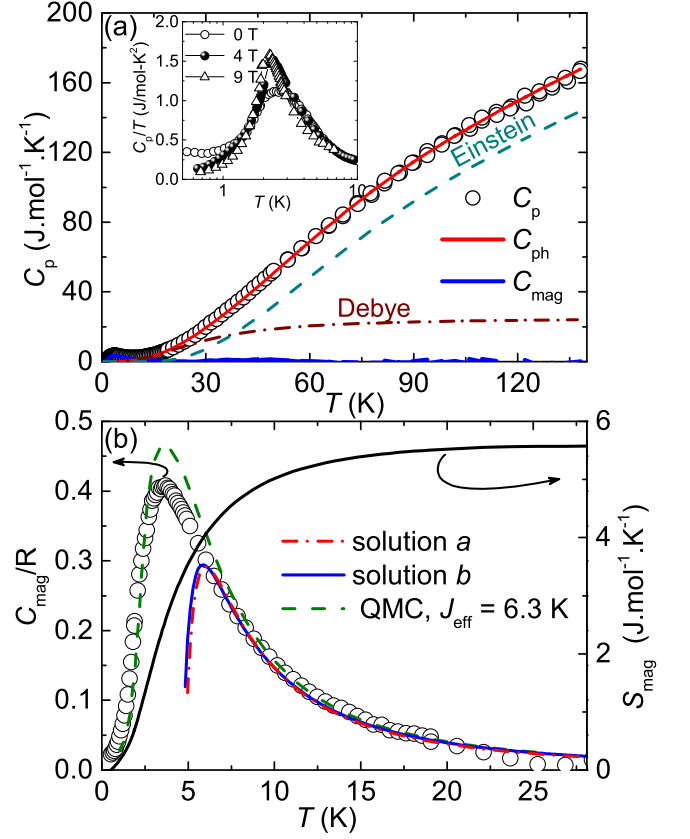 (a)
C_p (J.mol⁻¹.K⁻¹)
160
120
80
40
0
0 30 60 90 120
T (K)
C_p/T (J/mol-K²)
2.0
1.5
1.0
0.5
0.0
1 10
T (K)
0 T
4 T
9 T
Einstein
Debye
C_p
C_ph
C_mag
(b)
C_mag/R
0.5
0.4
0.3
0.2
0.1
0.0
0 5 10 15 20 25
T (K)
6
4
2
0
S_mag (J.mol⁻¹.K⁻¹)
solution a
solution b
QMC, J_eff = 6.3 K